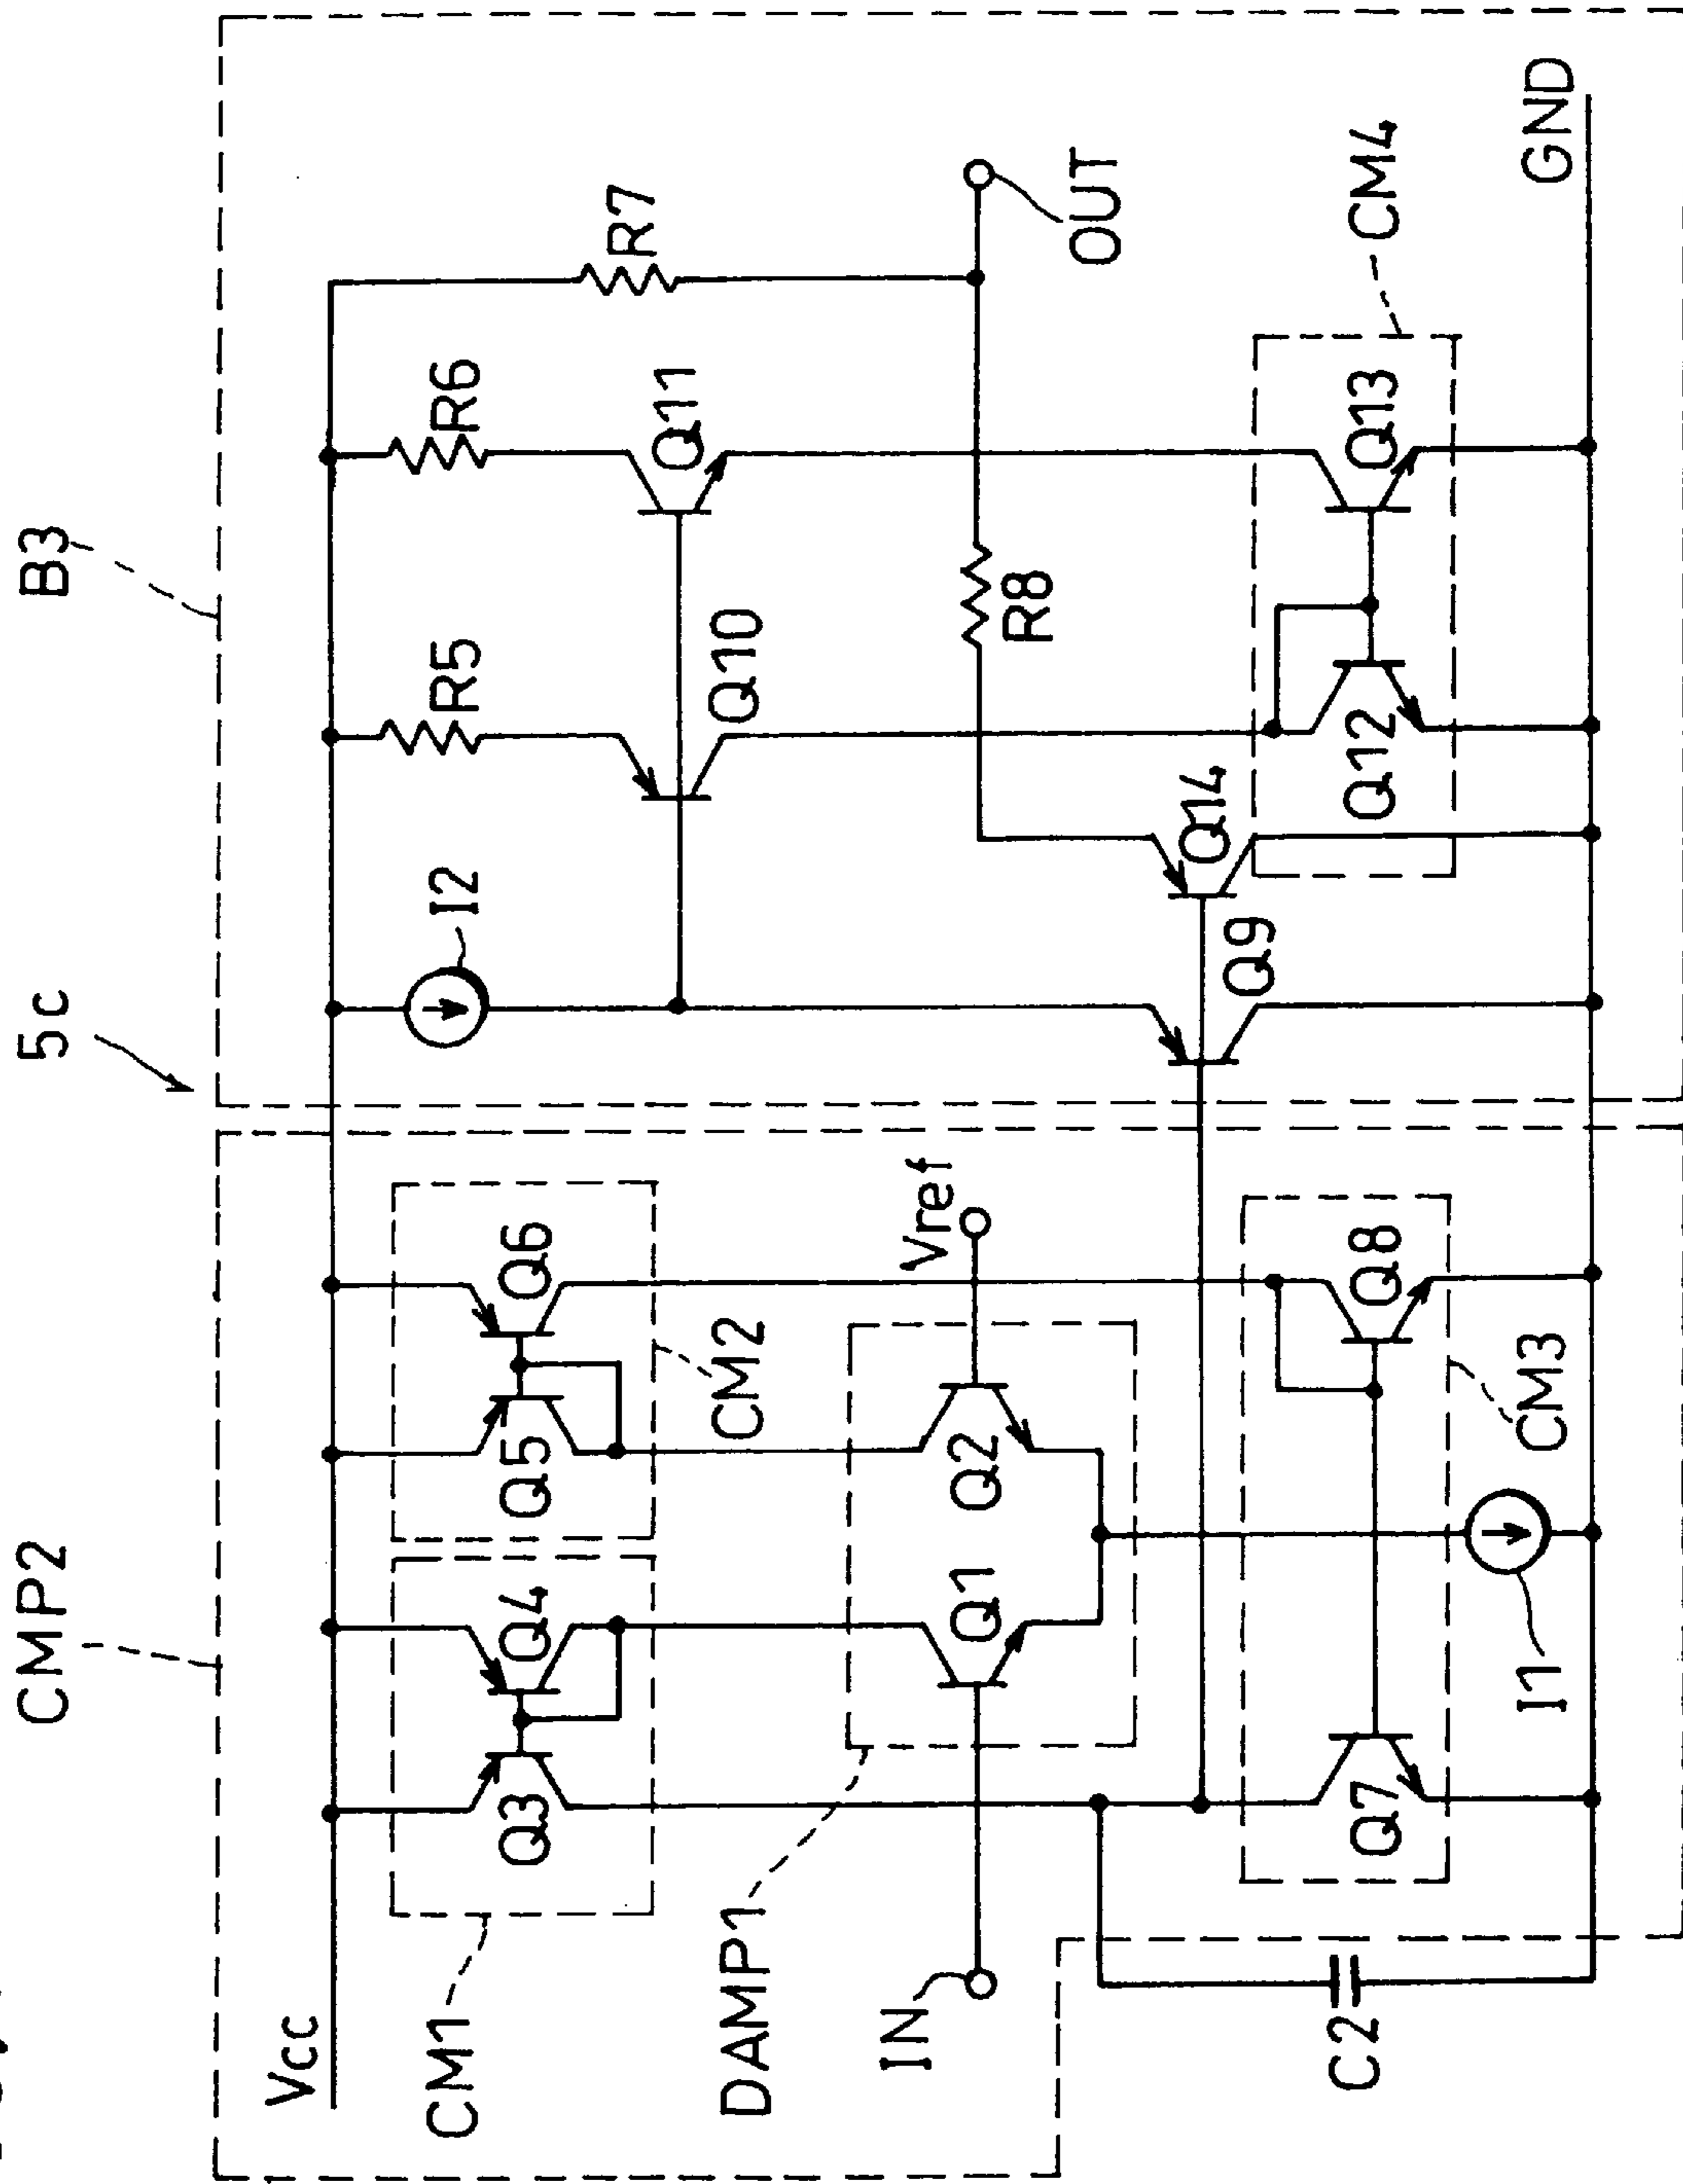 CMP2
5c
B3
Vcc
I2
R5
R6
R7
CM1
Q3
Q4
Q5
Q6
CM2
Q10
Q11
DAMP1
IN
Q1
Q2
Vref
R8
OUT
Q14
Q9
C2
Q7
Q8
CM3
I1
Q12
Q13
CM4
GND